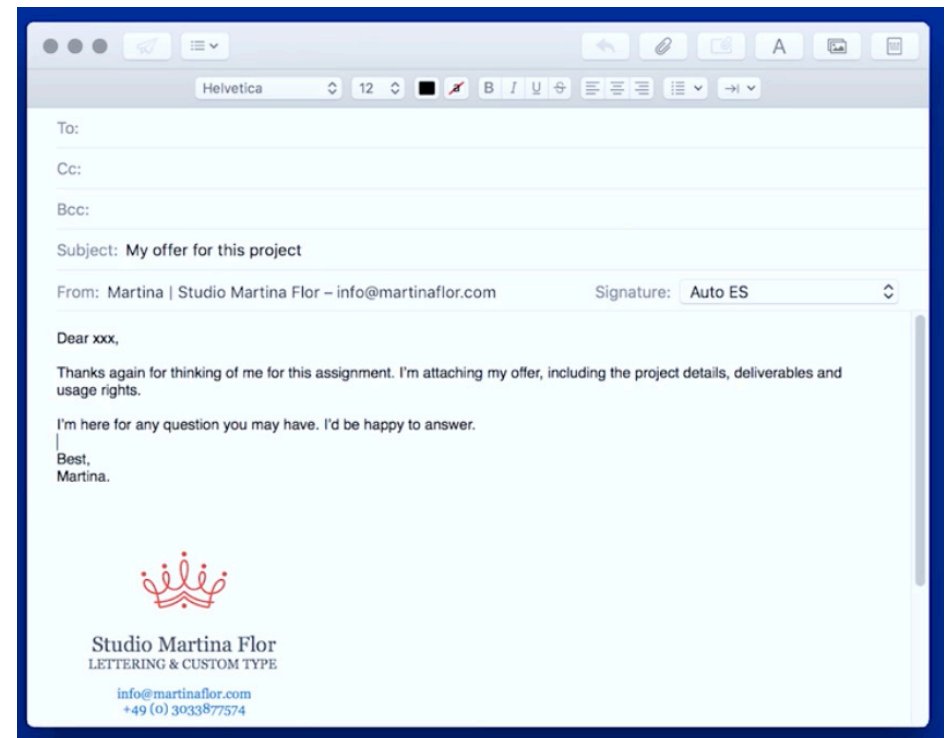 Helvetica 12 B I U S
A
To:
Cc:
Bcc:
Subject: My offer for this project
From: Martina | Studio Martina Flor – info@martinaflor.com Signature: Auto ES
Dear xxx,
Thanks again for thinking of me for this assignment. I'm attaching my offer, including the project details, deliverables and
usage rights.
I'm here for any question you may have. I'd be happy to answer.
Best,
Martina.
Studio Martina Flor
LETTERING & CUSTOM TYPE
info@martinaflor.com
+49 (0) 3033877574